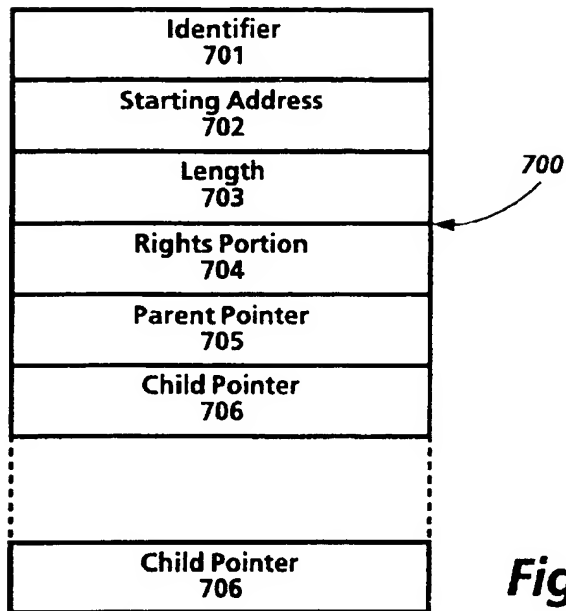 Identifier
701
Starting Address
702
Length
703
700
Rights Portion
704
Parent Pointer
705
Child Pointer
706
Child Pointer
706
Fig